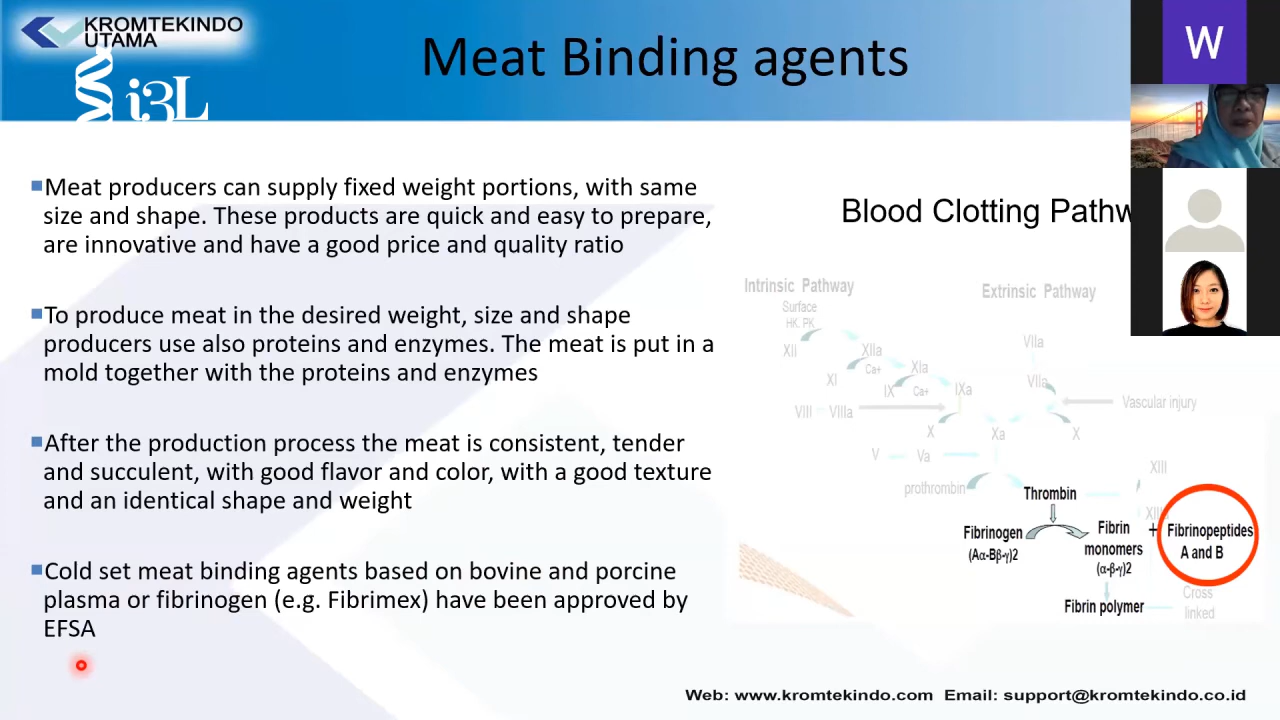 KROMTEKINDO
UTAMA
i3L
Meat Binding agents
W
■Meat producers can supply fixed weight portions, with same
size and shape. These products are quick and easy to prepare,
are innovative and have a good price and quality ratio
■To produce meat in the desired weight, size and shape
producers use also proteins and enzymes. The meat is put in a
mold together with the proteins and enzymes
■After the production process the meat is consistent, tender
and succulent, with good flavor and color, with a good texture
and an identical shape and weight
■Cold set meat binding agents based on bovine and porcine
plasma or fibrinogen (e.g. Fibrimex) have been approved by
EFSA
Blood Clotting Pathw
Intrinsic Pathway
Extrinsic Pathway
Surface
HK, PK
XII
XIIa
VIIa
Ca+
XI
XIa
IX
Ca+
IXa
VIIa
VIII
VIIIa
Vascular injury
X
Xa
X
V
Va
prothrombin
XIII
Thrombin
Fibrinogen
(Aα-Bβ-γ)2
Fibrin
monomers
(α-β-γ)2
+
Fibrinopeptides
A and B
Fibrin polymer
Cross
linked
Web: www.kromtekindo.com Email: support@kromtekindo.co.id